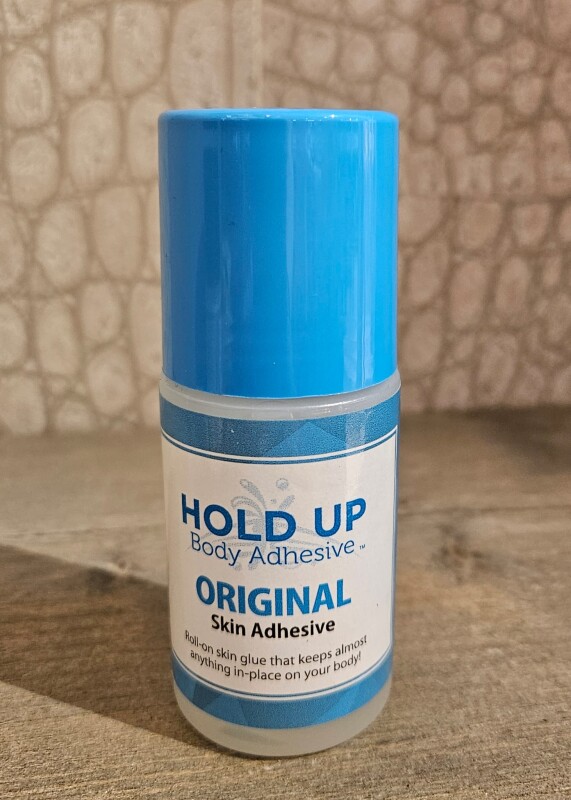 HOLD UP
Body Adhesive™
ORIGINAL
Skin Adhesive
Roll-on skin glue that keeps almost
anything in-place on your body!